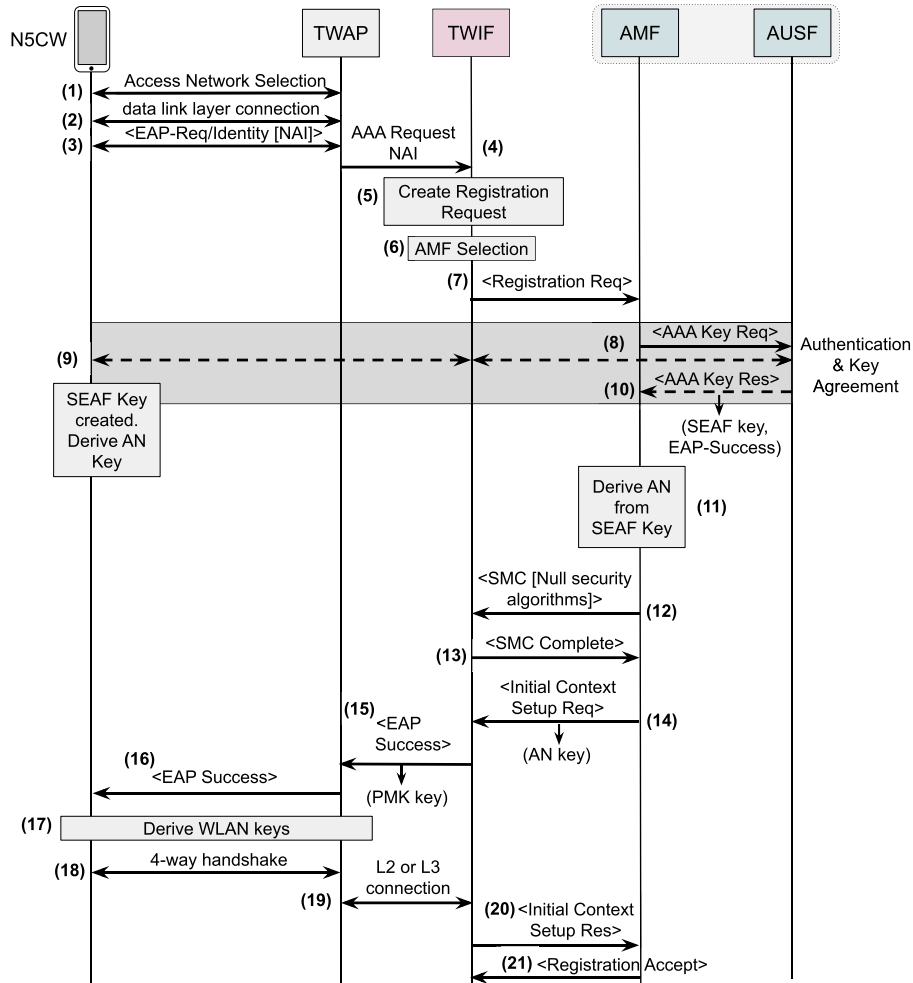 N5CW
TWAP
TWIF
AMF
AUSF
(1)
Access Network Selection
(2)
data link layer connection
(3)
<EAP-Req/Identity [NAI]>
AAA Request
NAI
(4)
(5)
Create Registration
Request
(6)
AMF Selection
(7)
<Registration Req>
(8)
<AAA Key Req>
(9)
Authentication
& Key
Agreement
(10)
<AAA Key Res>
SEAF Key
created.
Derive AN
Key
(SEAF key,
EAP-Success)
Derive AN
from
SEAF Key
(11)
<SMC [Null security
algorithms]>
(12)
(13)
<SMC Complete>
<Initial Context
Setup Req>
(14)
(AN key)
(15)
<EAP
Success>
(PMK key)
(16)
<EAP Success>
(17)
Derive WLAN keys
(18)
4-way handshake
(19)
L2 or L3
connection
(20) <Initial Context
Setup Res>
(21) <Registration Accept>